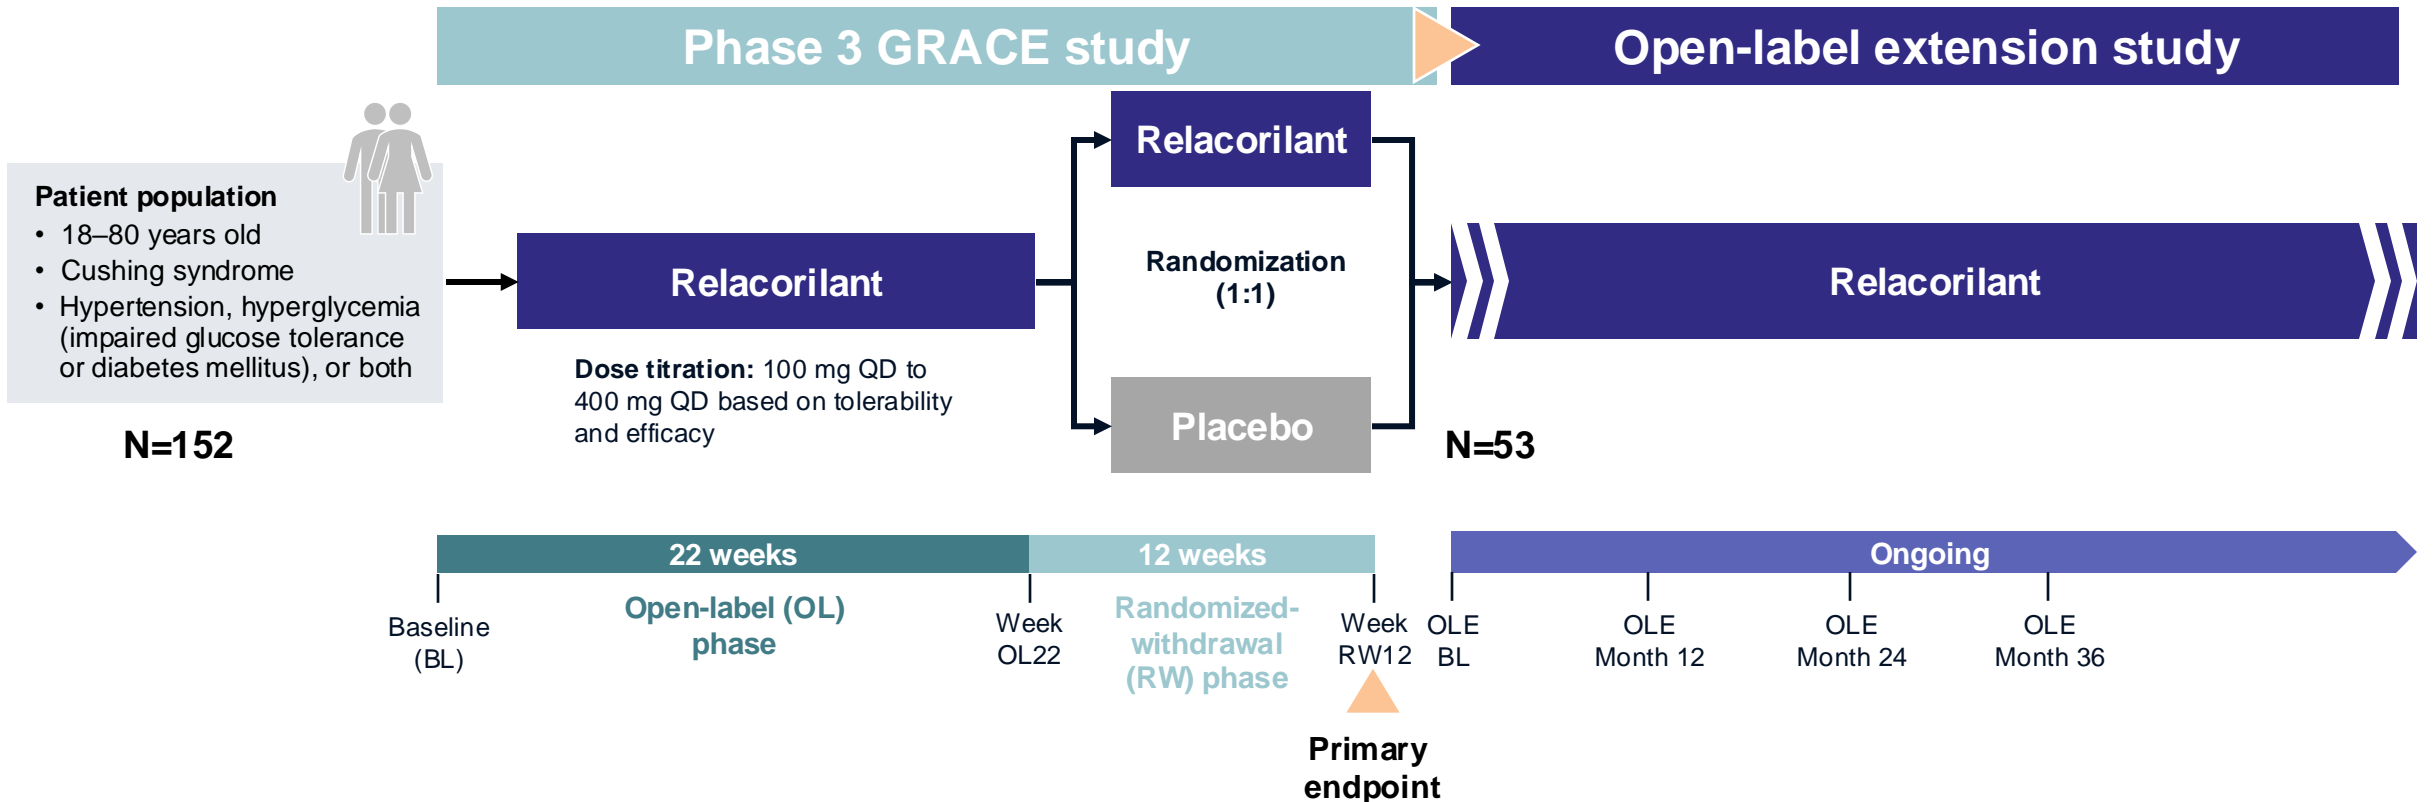 Phase 3 GRACE study
Open-label extension study
Patient population
• 18–80 years old
• Cushing syndrome
• Hypertension, hyperglycemia
(impaired glucose tolerance
or diabetes mellitus), or both
N=152
Relacorilant
Dose titration: 100 mg QD to
400 mg QD based on tolerability
and efficacy
Relacorilant
Randomization
(1:1)
Placebo
Relacorilant
N=53
22 weeks
12 weeks
Ongoing
Baseline
(BL)
Open-label (OL)
phase
Week
OL22
Randomized-
withdrawal
(RW) phase
Week
RW12
Primary
endpoint
OLE
BL
OLE
Month 12
OLE
Month 24
OLE
Month 36